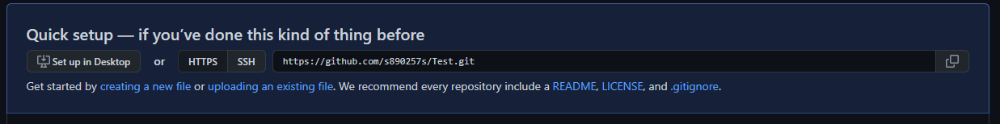 Quick setup — if you’ve done this kind of thing before
Set up in Desktop or HTTPS SSH https://github.com/s890257s/Test.git
Get started by creating a new file or uploading an existing file. We recommend every repository include a README, LICENSE, and .gitignore.